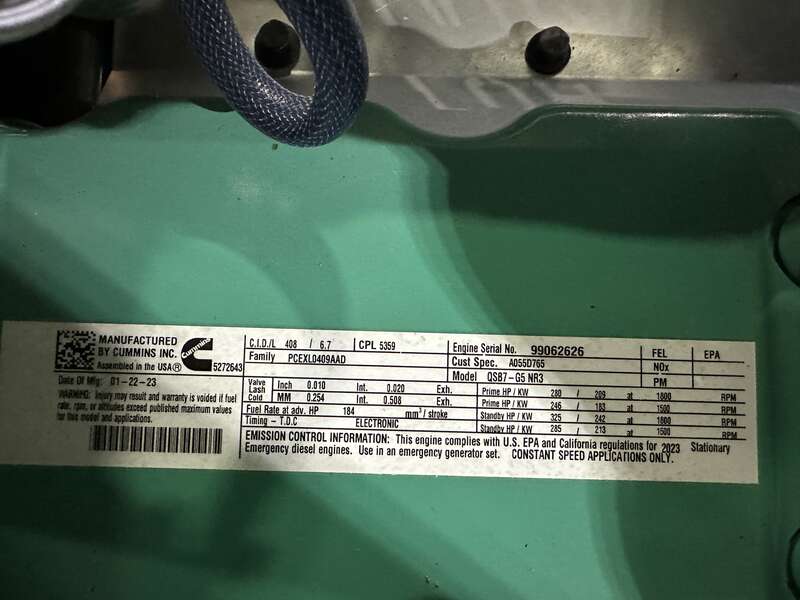 MANUFACTURED
BY CUMMINS INC.
Assembled in the USA®
Cummins
5272643
Date Of Mfg: 01-22-23
WARNING: Injury may result and warranty is voided if fuel
rate, rpm, or altitudes exceed published maximum values
for this model and applications.
C.I.D./L 408 / 6.7 CPL 5359
Family PCEXL0409AAD
Valve Lash Cold Inch 0.010 Int. 0.020 Exh.
MM 0.254 Int. 0.508 Exh.
Fuel Rate at adv. HP 184 mm³/ stroke
Timing - T.D.C ELECTRONIC
Engine Serial No. 99062626
Cust Spec. A055D765
Model QSB7-G5 NR3
FEL EPA
NOx
PM
Prime HP / KW 280 / 209 at 1800 RPM
Prime HP / KW 246 / 183 at 1500 RPM
Standby HP / KW 325 / 242 at 1800 RPM
Standby HP / KW 285 / 213 at 1500 RPM
EMISSION CONTROL INFORMATION: This engine complies with U.S. EPA and California regulations for 2023 Stationary
Emergency diesel engines. Use in an emergency generator set. CONSTANT SPEED APPLICATIONS ONLY.